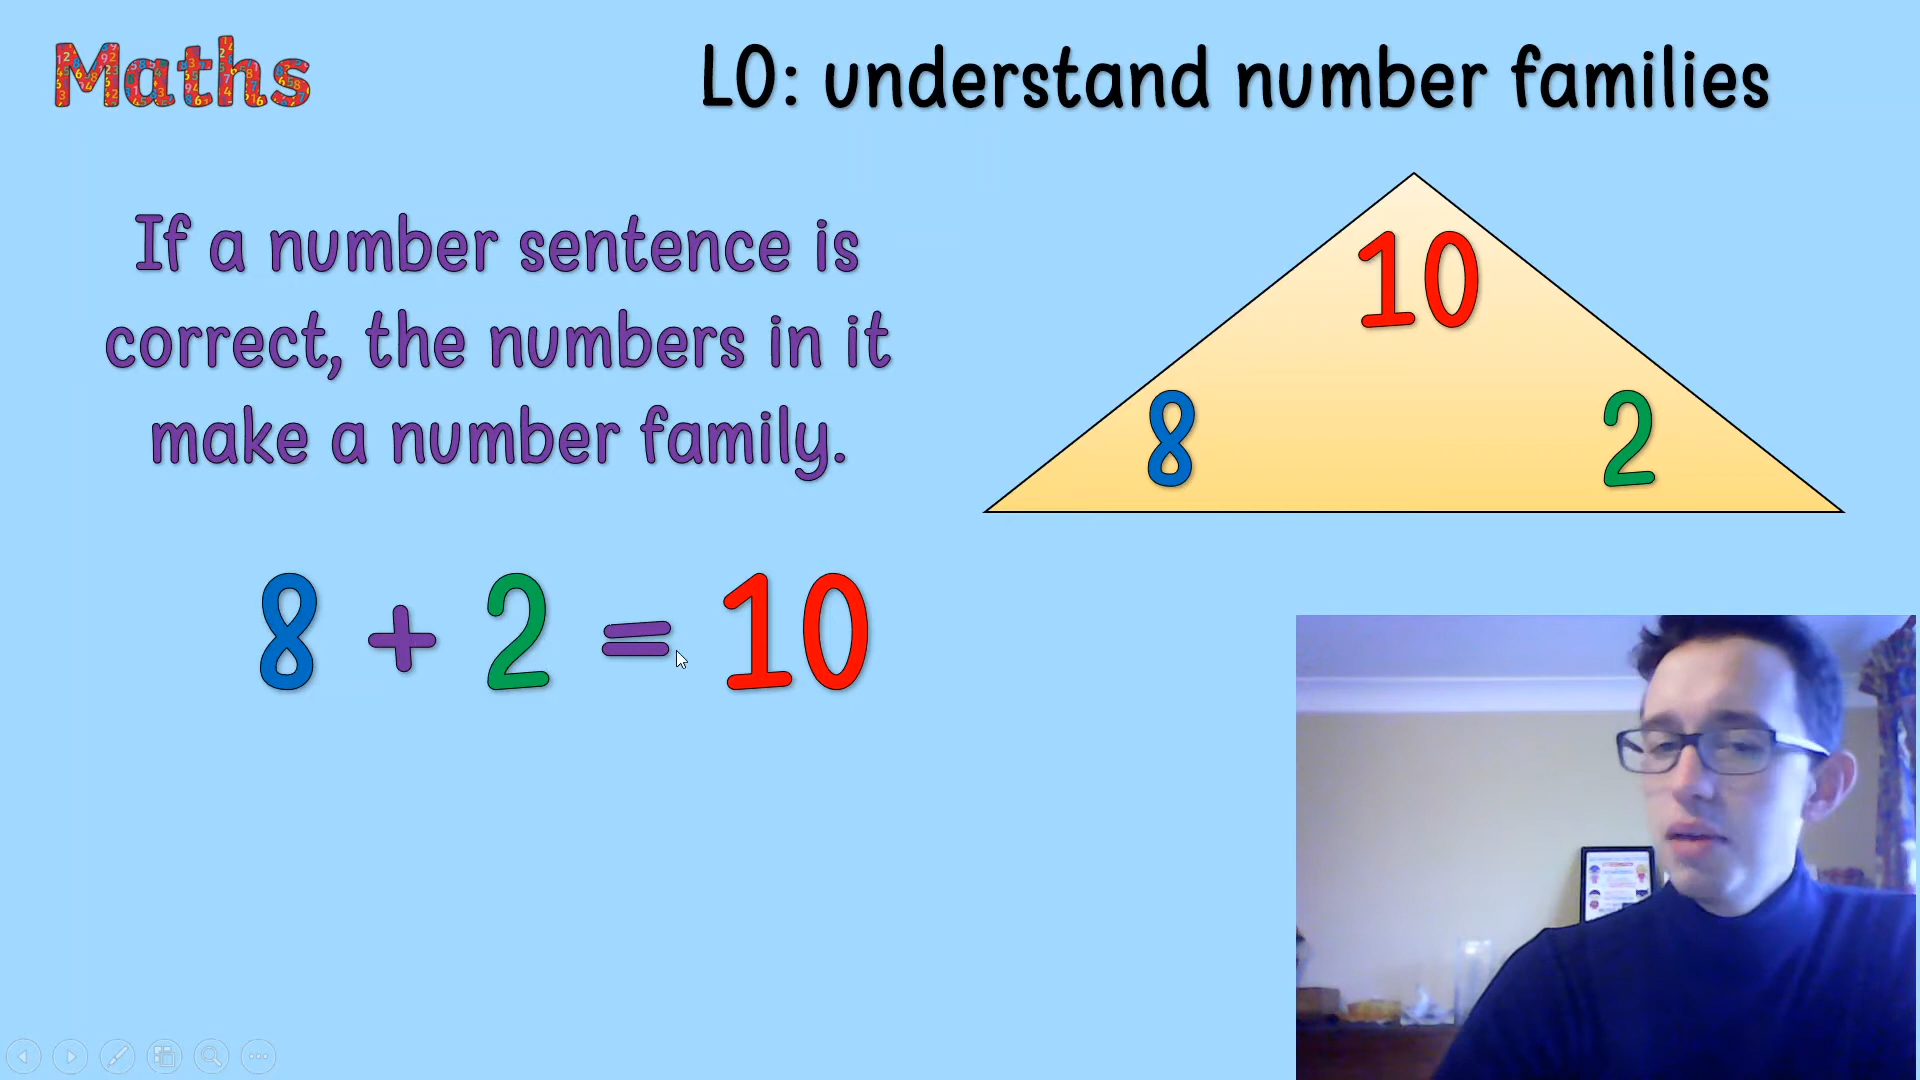 Maths
LO: understand number families
If a number sentence is
correct, the numbers in it
make a number family.
10
8 2
8 + 2 = 10